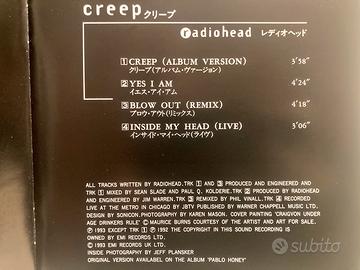 creep クリープ
radiohead レディオヘッド
1 CREEP (ALBUM VERSION) 3'58"
クリープ(アルバム・ヴァージョン)
2 YES I AM 4'24"
イエス・アイ・アム
3 BLOW OUT (REMIX) 4'18"
ブロウ・アウト(リミックス)
4 INSIDE MY HEAD (LIVE) 3'06"
インサイド・マイ・ヘッド(ライヴ)
ALL TRACKS WRITTEN BY RADIOHEAD. TRK 1 AND 3 PRODUCED AND ENGINEERED AND
TRK 1 MIXED BY SEAN SLADE AND PAUL Q. KOLDERIE. TRK 2 PRODUCED BY RADIOHEAD
AND ENGINEERED BY JIM WARREN. TRK 3 REMIXED BY PHIL VINALL. TRK 4 RECORDED
LIVE AT THE METRO IN CHICAGO BY JBTV PUBLISHED BY WARNER CHAPPELL MUSIC LTD.
DESIGN BY SONICON. PHOTOGRAPHY BY KAREN MASON. COVER PAINTING 'CRAIGVON UNDER
AGE DRINKERS RULE' © MAURICE BURNS COURTESY OF THE ARTIST AND ART FOR SALE.
℗ 1993 EXCEPT TRK 1 ℗ 1992 THE COPYRIGHT IN THIS SOUND RECORDING IS
OWNED BY EMI RECORDS LTD.
© 1993 EMI RECORDS UK LTD.
INSIDE PHOTOGRAPHY BY JEFF PLANSKER
ORIGINAL VERSION AVAILABEL ON THE ALBUM 'PABLO HONEY'
subito